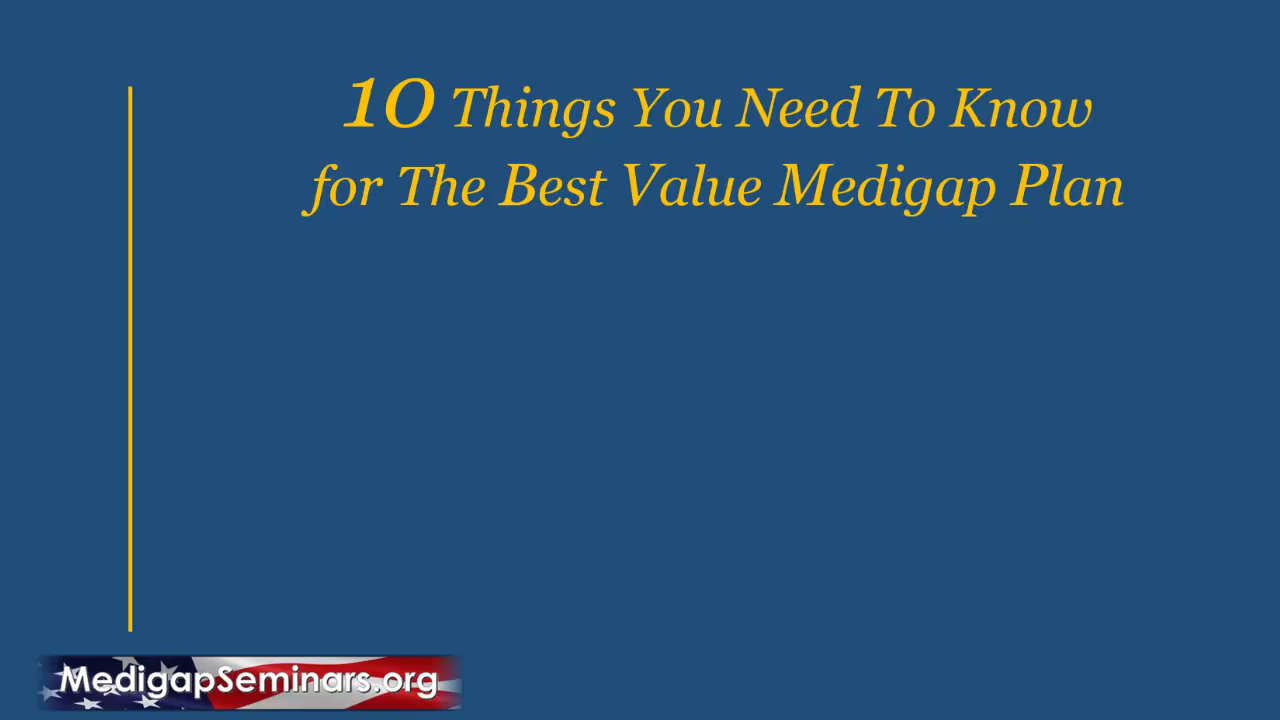 10 Things You Need To Know
for The Best Value Medigap Plan
MedigapSeminars.org